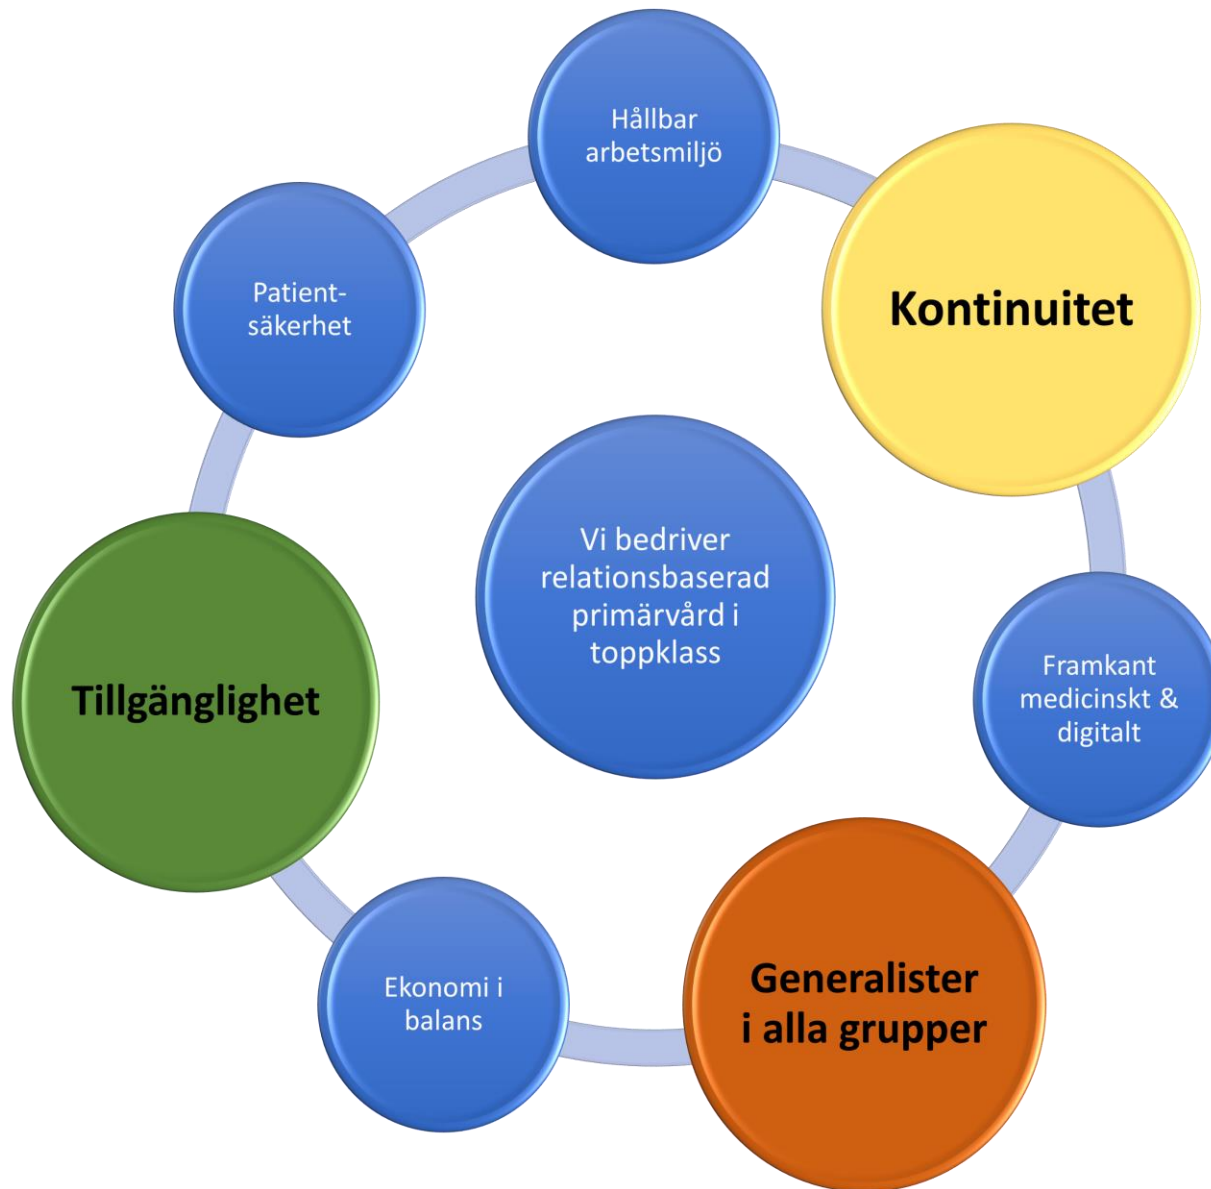 Hållbar
arbetsmiljö
Kontinuitet
Patient-
säkerhet
Vi bedriver
relationsbaserad
primärvård i
toppklass
Framkant
medicinskt &
digitalt
Tillgänglighet
Generalister
i alla grupper
Ekonomi i
balans